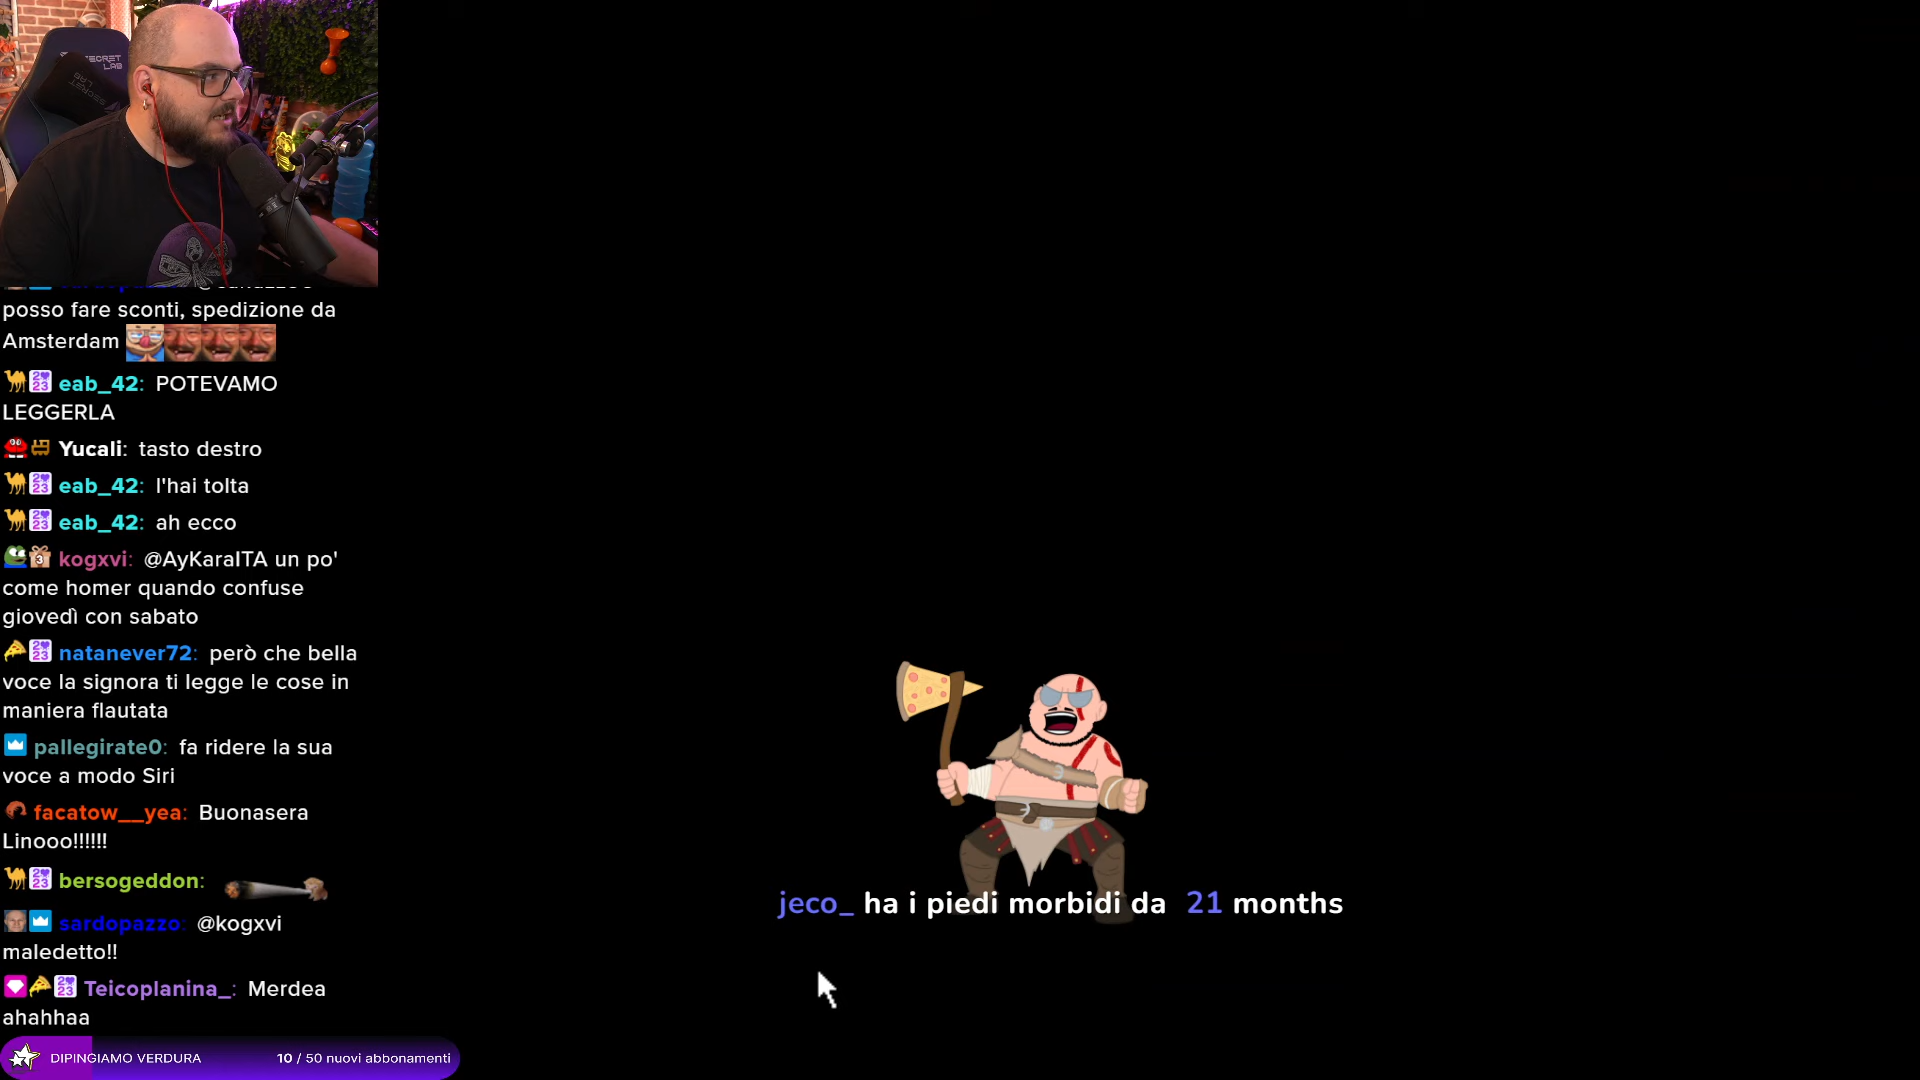 SECRET
LAB
posso fare sconti, spedizione da
Amsterdam
eab_42: POTEVAMO
LEGGERLA
Yucali: tasto destro
eab_42: l'hai tolta
eab_42: ah ecco
kogxvi: @AyKaraITA un po'
come homer quando confuse
giovedì con sabato
natanever72: però che bella
voce la signora ti legge le cose in
maniera flautata
pallegirate0: fa ridere la sua
voce a modo Siri
facatow__yea: Buonasera
Linooo!!!!!!
bersogeddon:
sardopazzo: @kogxvi
maledetto!!
Teicoplanina_: Merdea
ahahhaa
DIPINGIAMO VERDURA 10 / 50 nuovi abbonamenti
jeco_ ha i piedi morbidi da 21 months